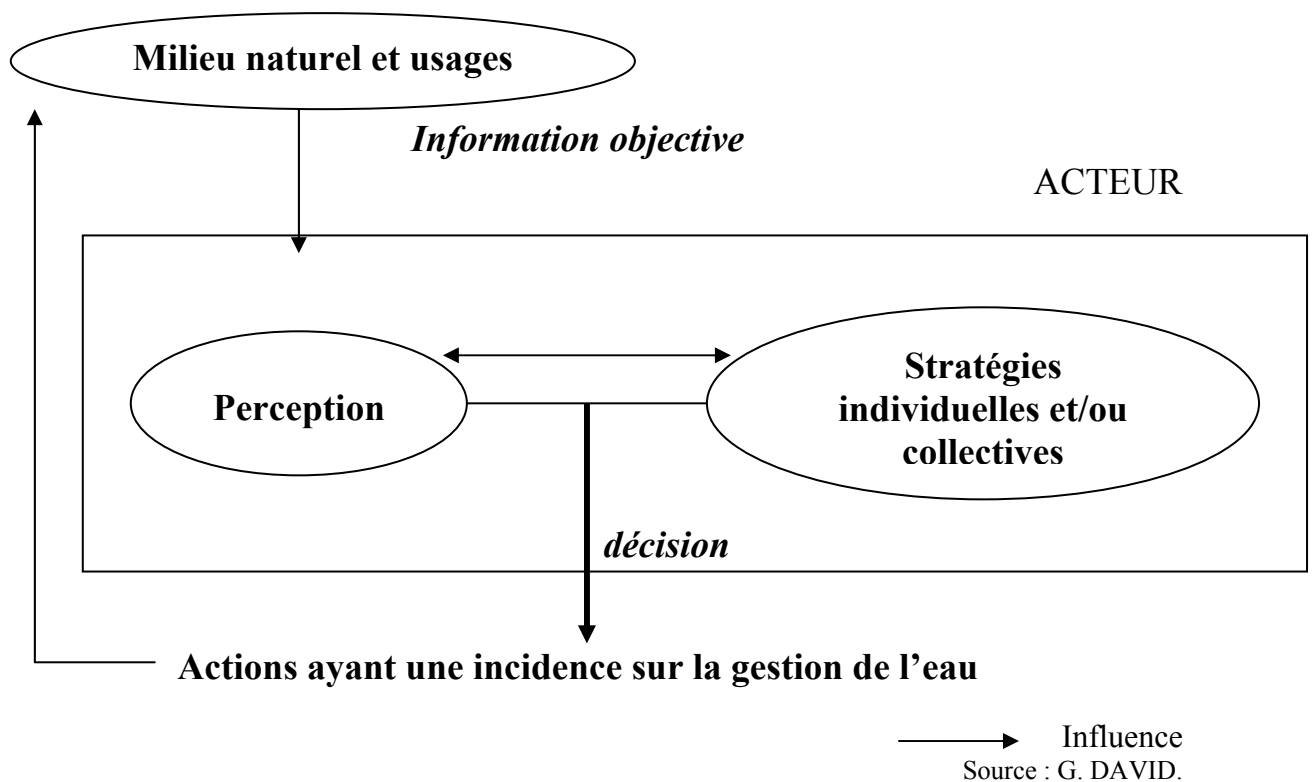 Milieu naturel et usages
Information objective
ACTEUR
Perception
Stratégies
individuelles et/ou
collectives
décision
Actions ayant une incidence sur la gestion de l’eau
Influence
Source : G. DAVID.